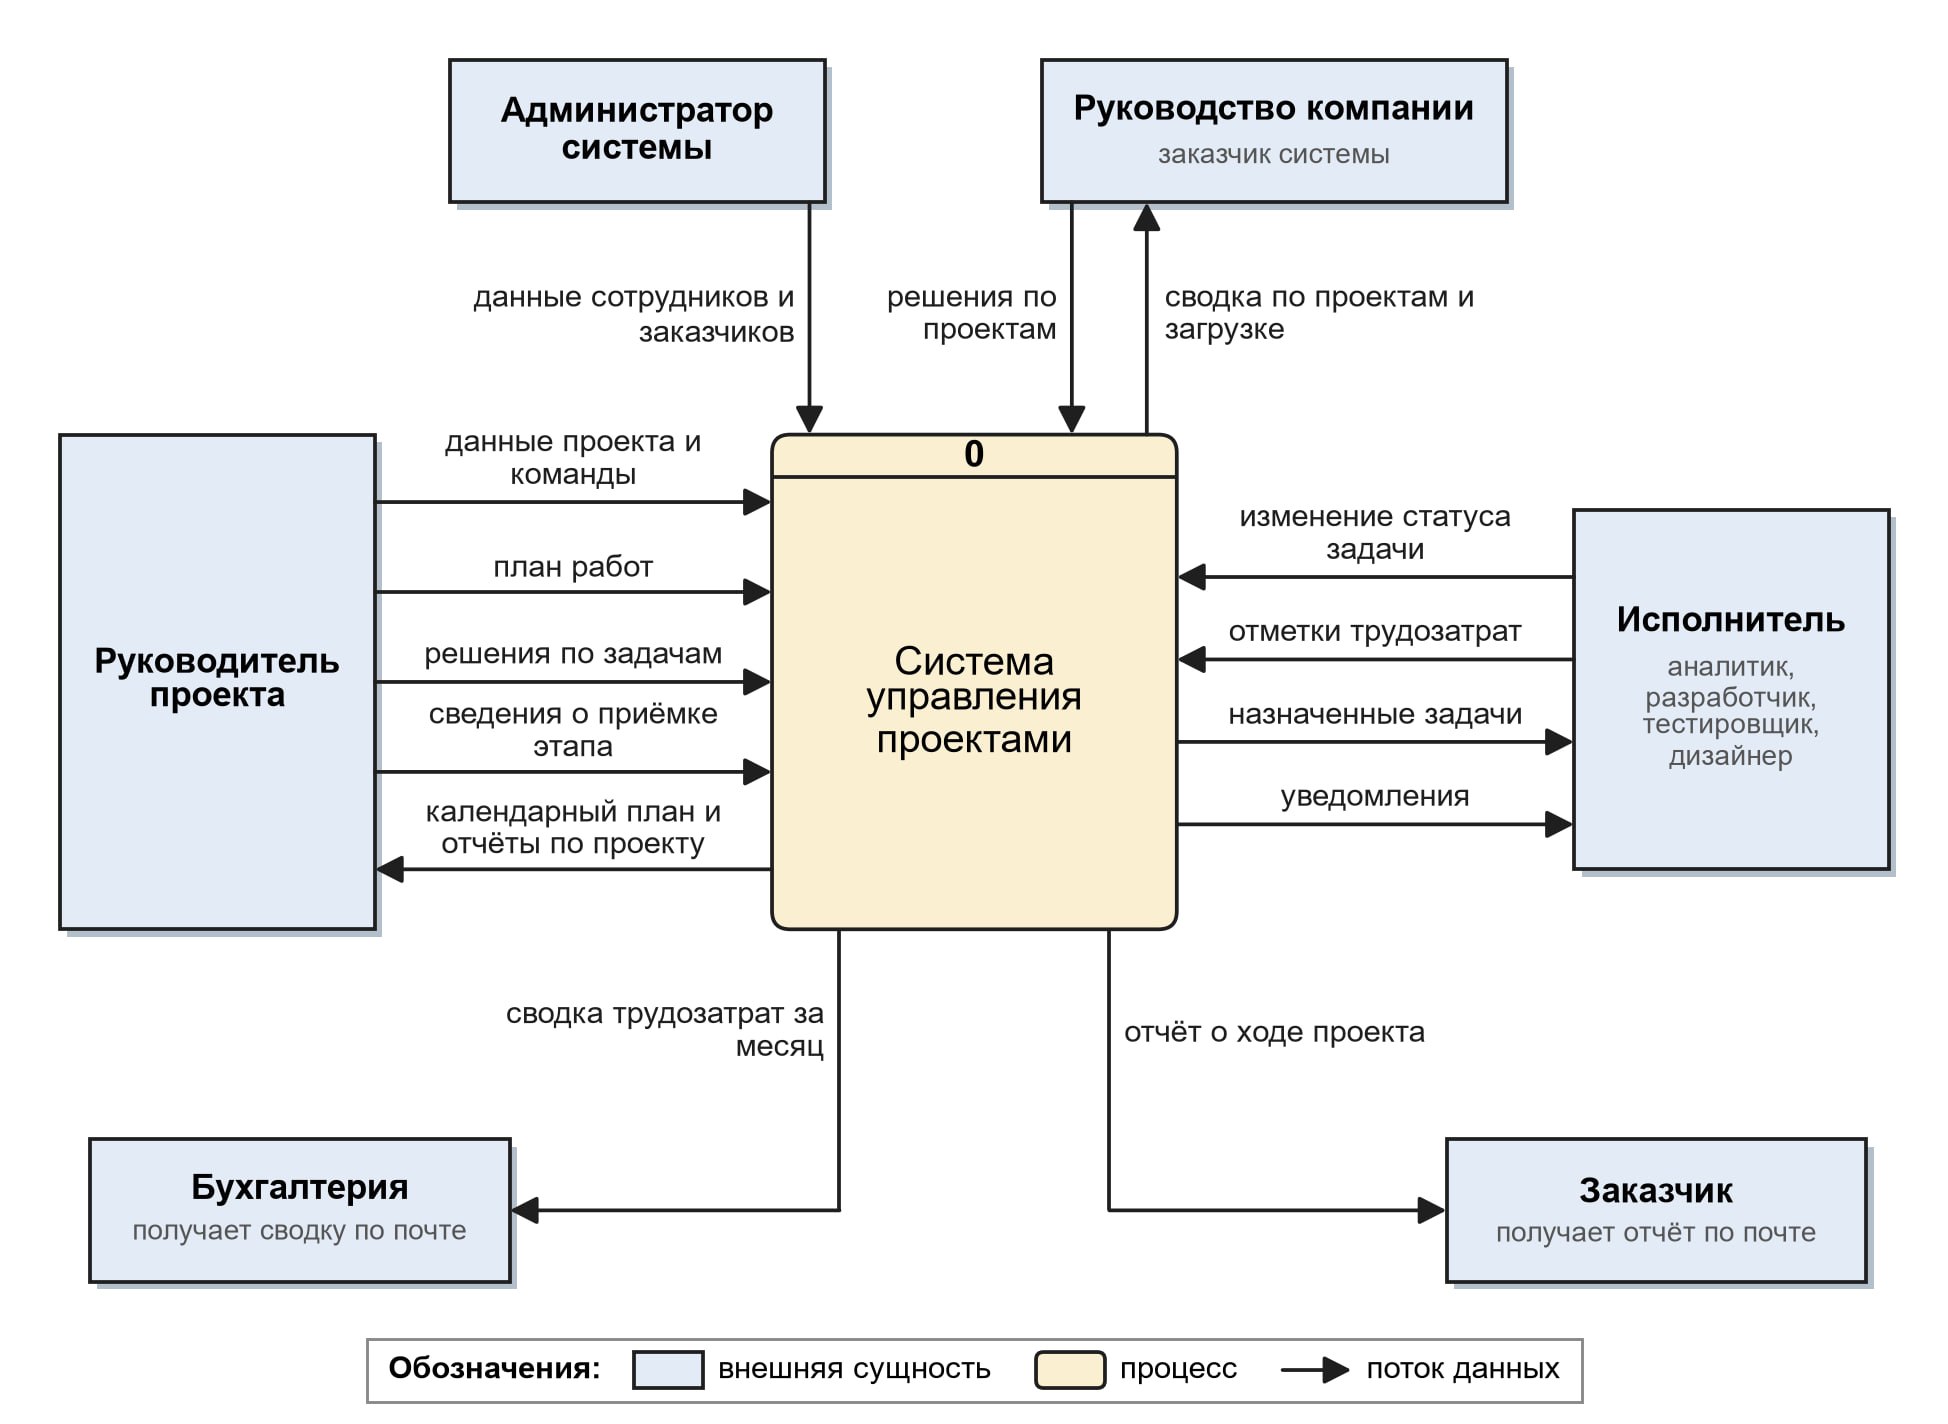 Администратор
системы
Руководство компании
заказчик системы
данные сотрудников и
заказчиков
решения по
проектам
сводка по проектам и
загрузке
Руководитель
проекта
данные проекта и
команды
план работ
решения по задачам
сведения о приёмке
этапа
календарный план и
отчёты по проекту
0
Система
управления
проектами
изменение статуса
задачи
отметки трудозатрат
назначенные задачи
уведомления
Исполнитель
аналитик,
разработчик,
тестировщик,
дизайнер
сводка трудозатрат за
месяц
отчёт о ходе проекта
Бухгалтерия
получает сводку по почте
Заказчик
получает отчёт по почте
Обозначения: внешняя сущность процесс поток данных